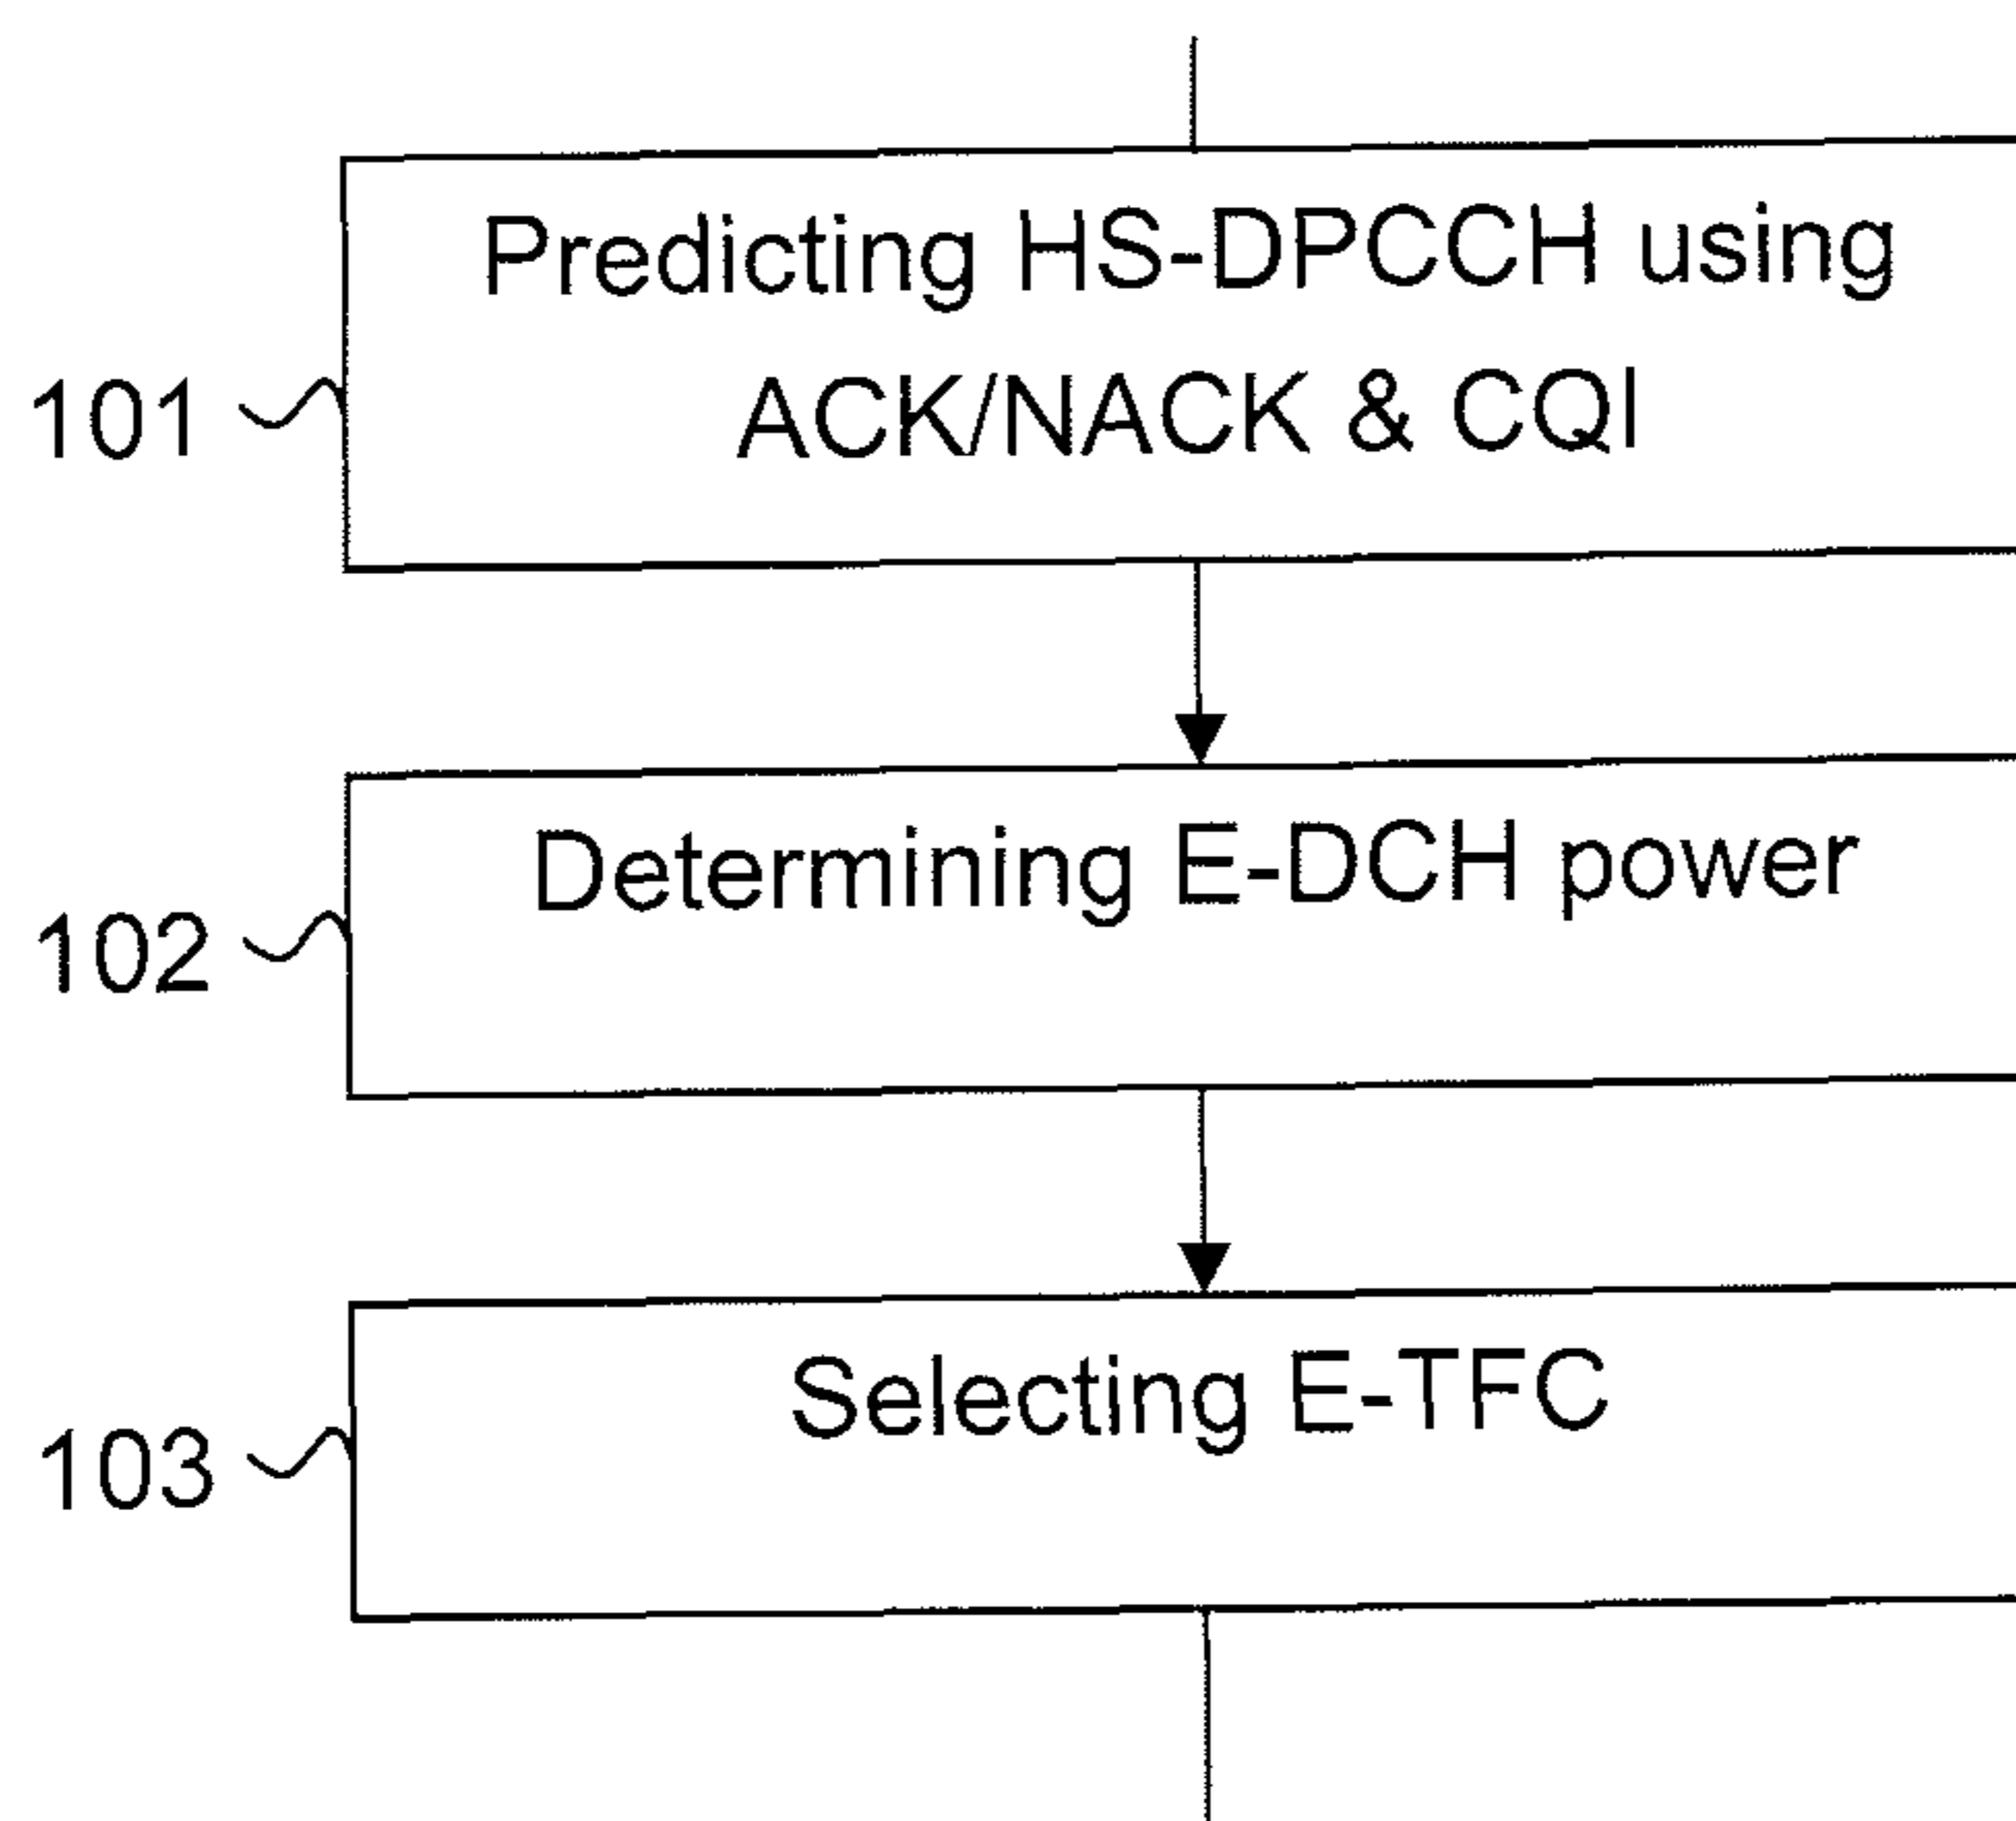 Predicting HS-DPCCH using
ACK/NACK & CQI
101
Determining E-DCH power
102
Selecting E-TFC
103